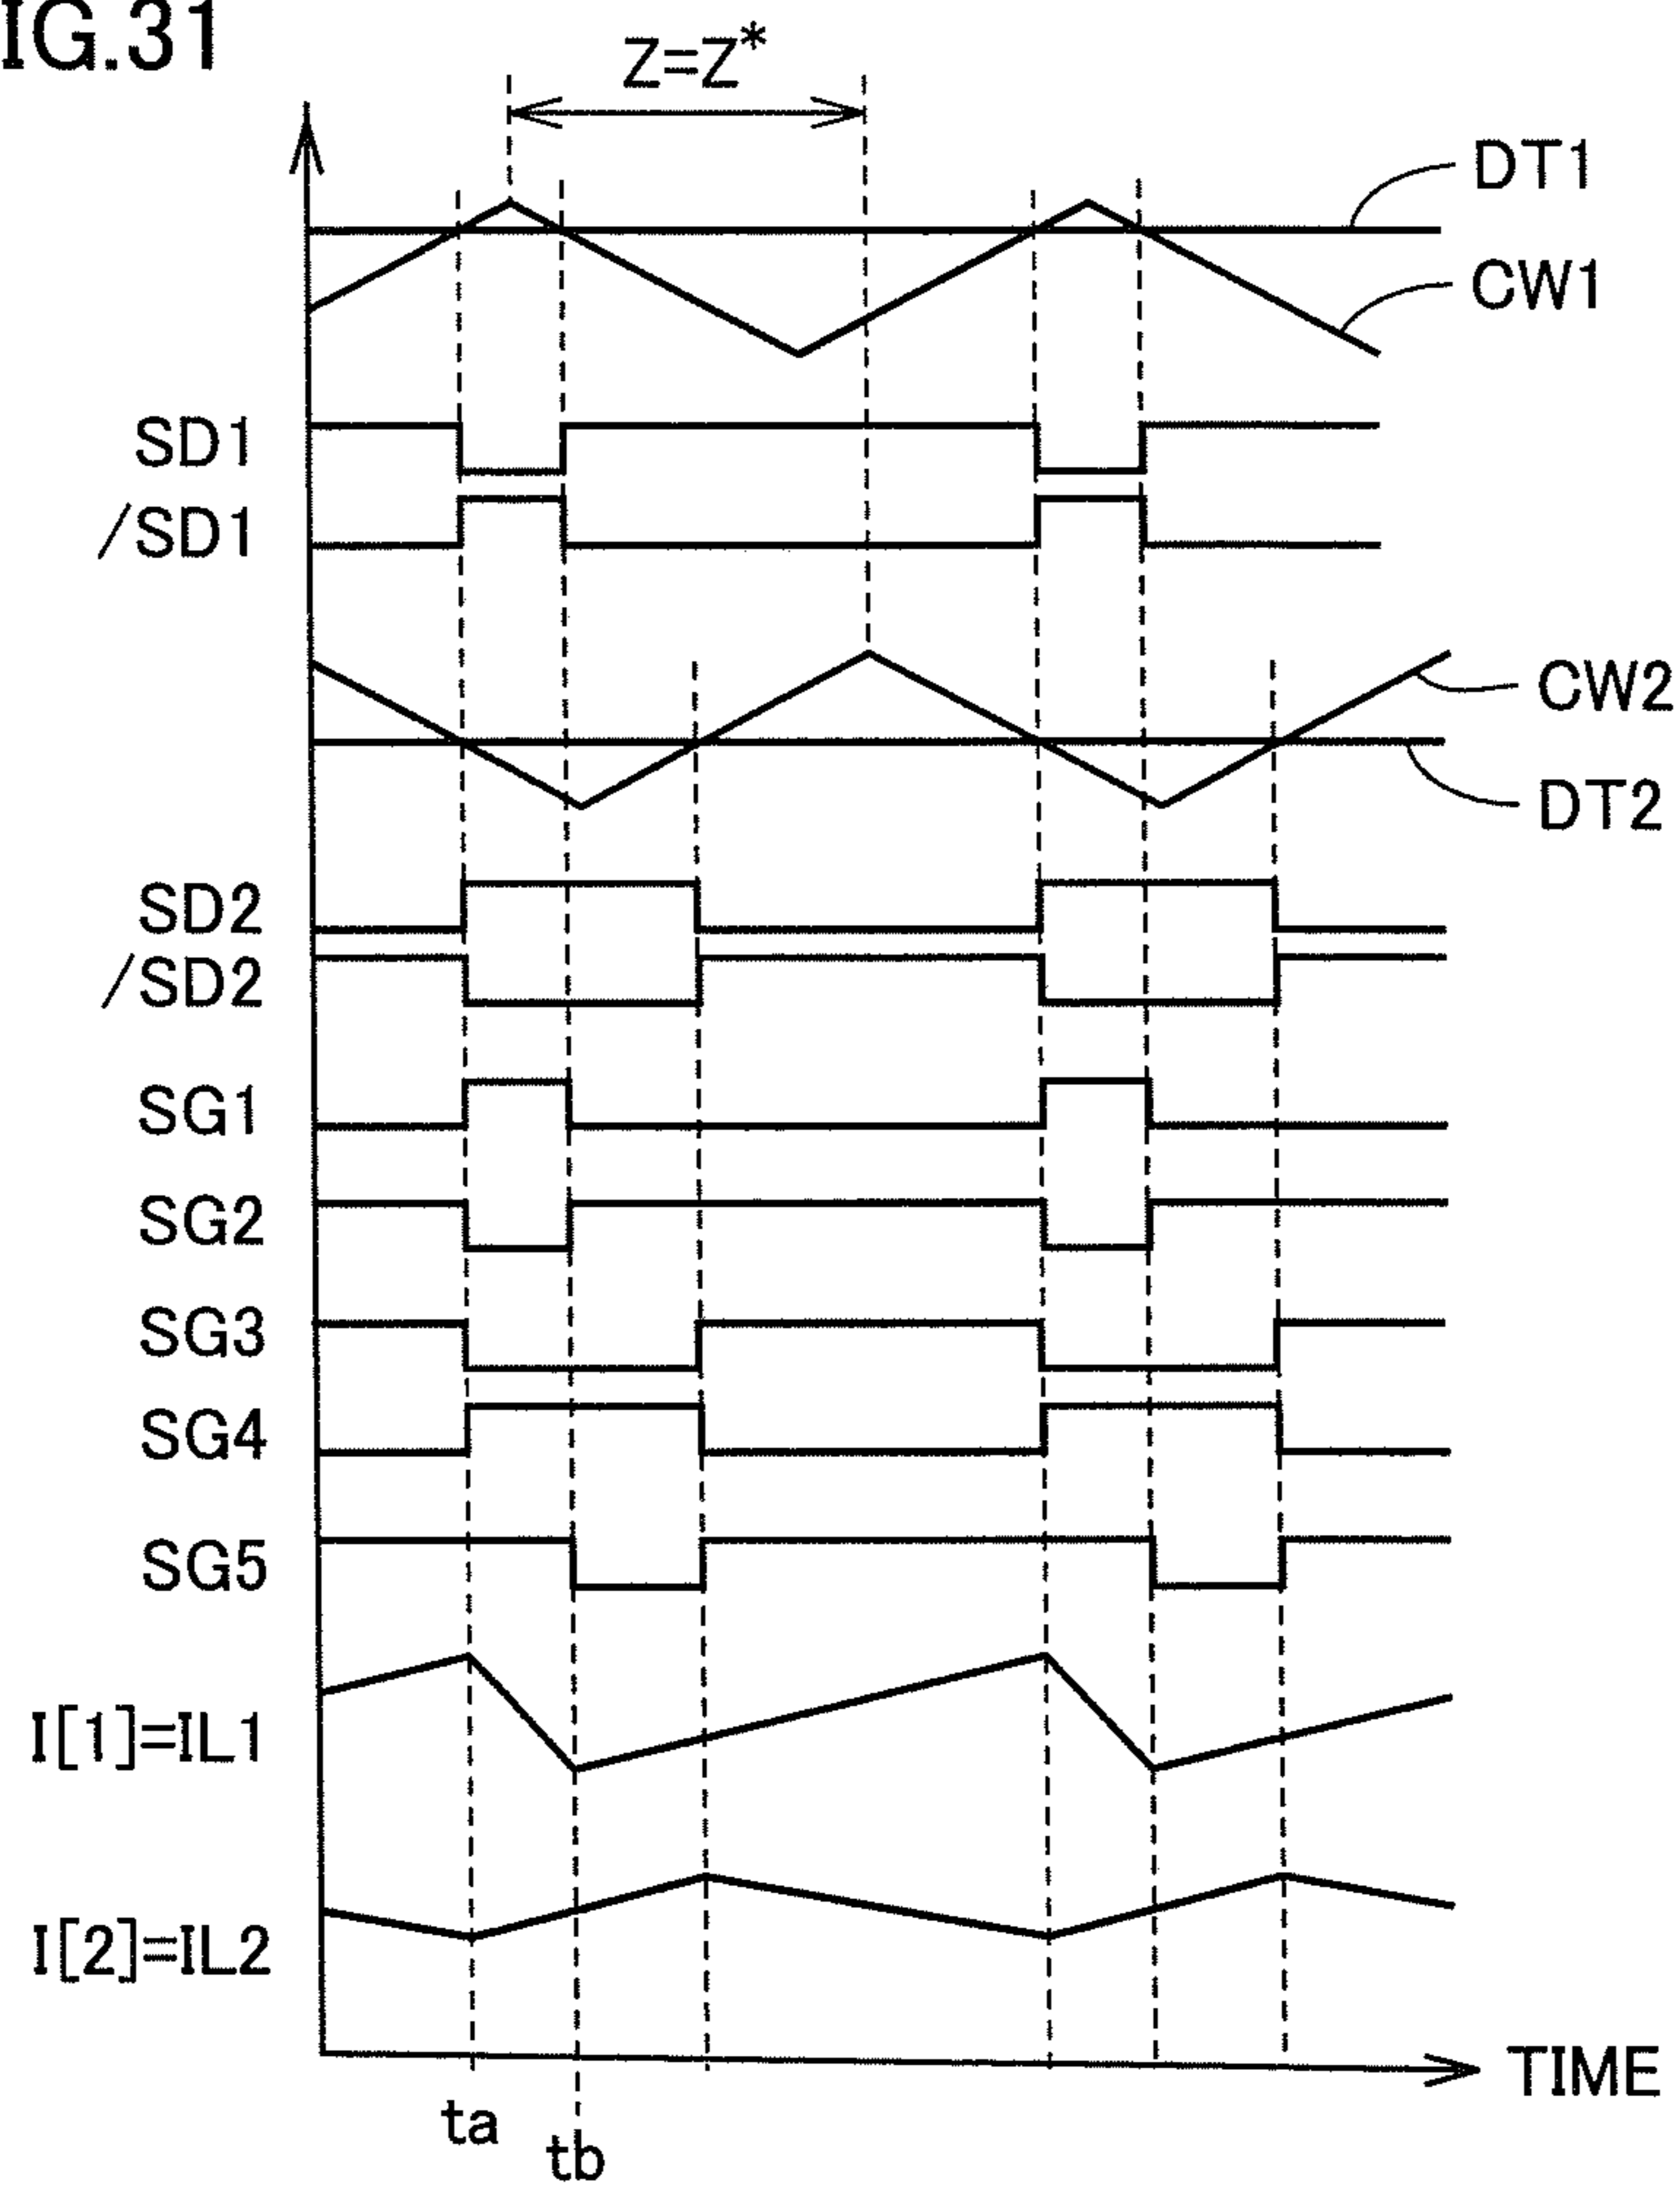 IG.31
Z=Z*
DT1
CW1
SD1
/SD1
CW2
DT2
SD2
/SD2
SG1
SG2
SG3
SG4
SG5
I[1]=IL1
I[2]=IL2
TIME
ta
tb